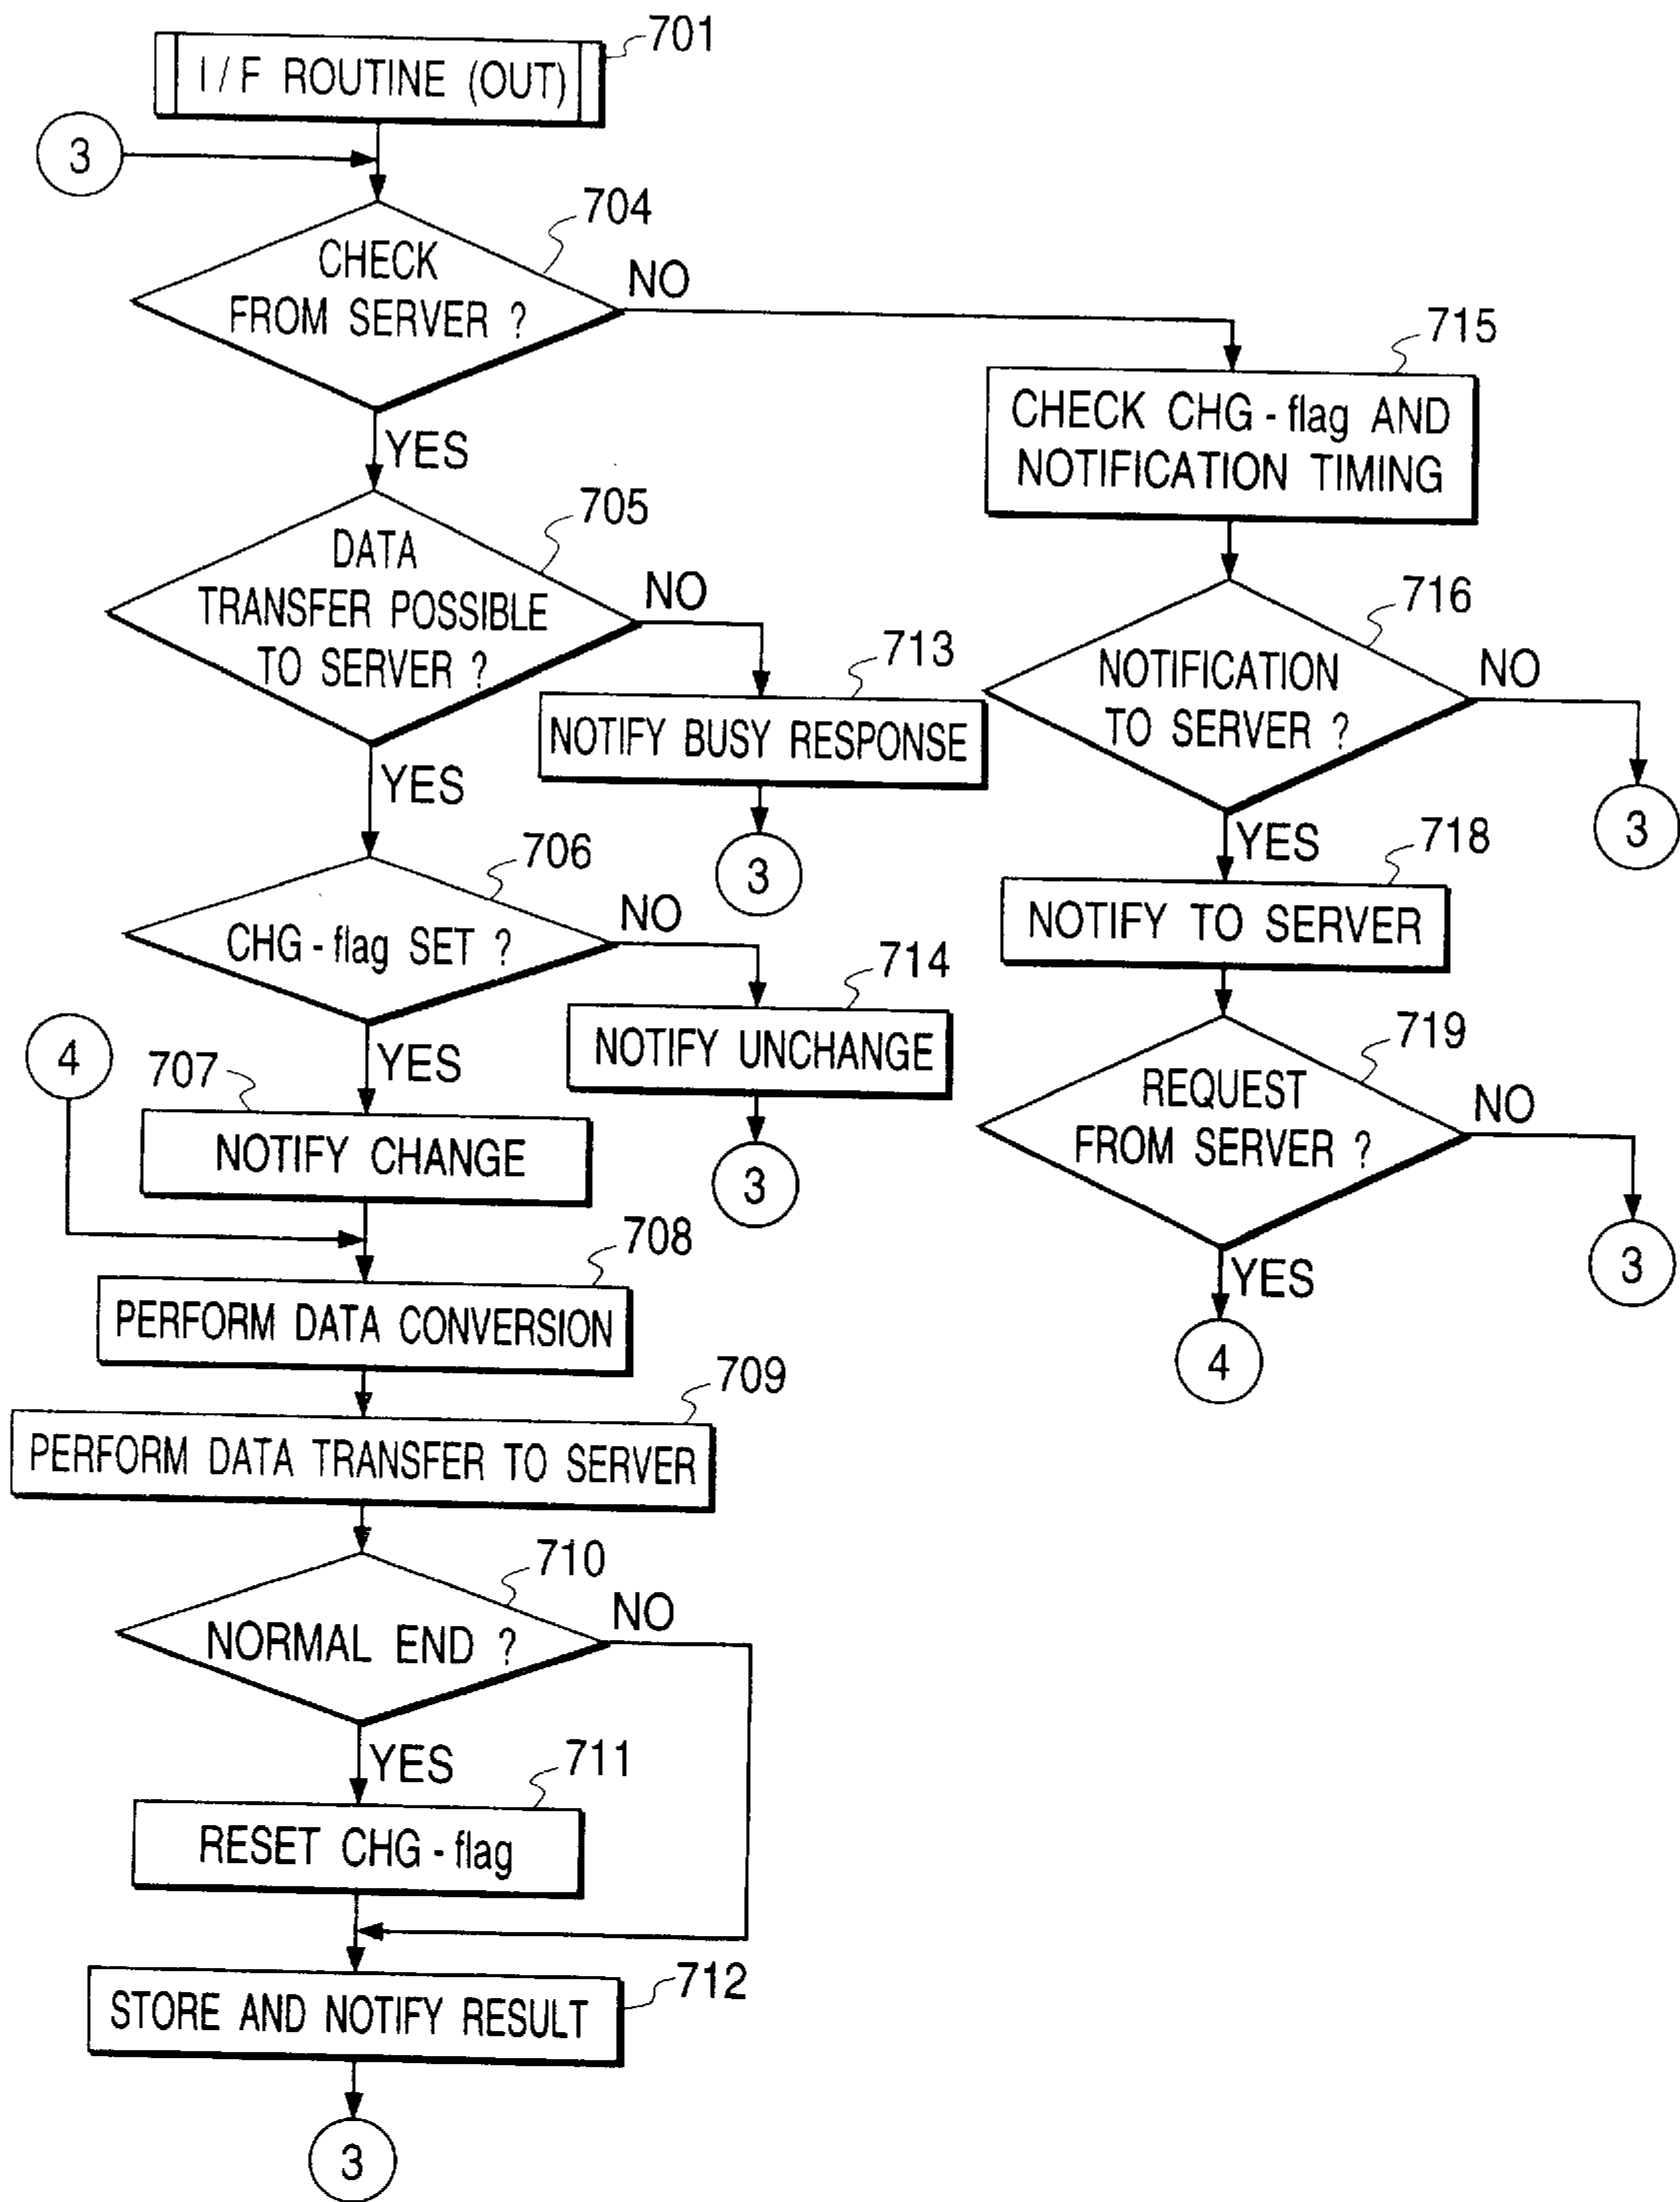 701
I/F ROUTINE (OUT)
3
704
CHECK
FROM SERVER ?
NO
YES
705
DATA
TRANSFER POSSIBLE
TO SERVER ?
NO
YES
713
NOTIFY BUSY RESPONSE
3
706
CHG-flag SET ?
NO
YES
714
NOTIFY UNCHANGE
3
4
707
NOTIFY CHANGE
708
PERFORM DATA CONVERSION
709
PERFORM DATA TRANSFER TO SERVER
710
NORMAL END ?
NO
YES
711
RESET CHG-flag
712
STORE AND NOTIFY RESULT
3
715
CHECK CHG-flag AND
NOTIFICATION TIMING
716
NOTIFICATION
TO SERVER ?
NO
3
YES
718
NOTIFY TO SERVER
719
REQUEST
FROM SERVER ?
NO
3
YES
4